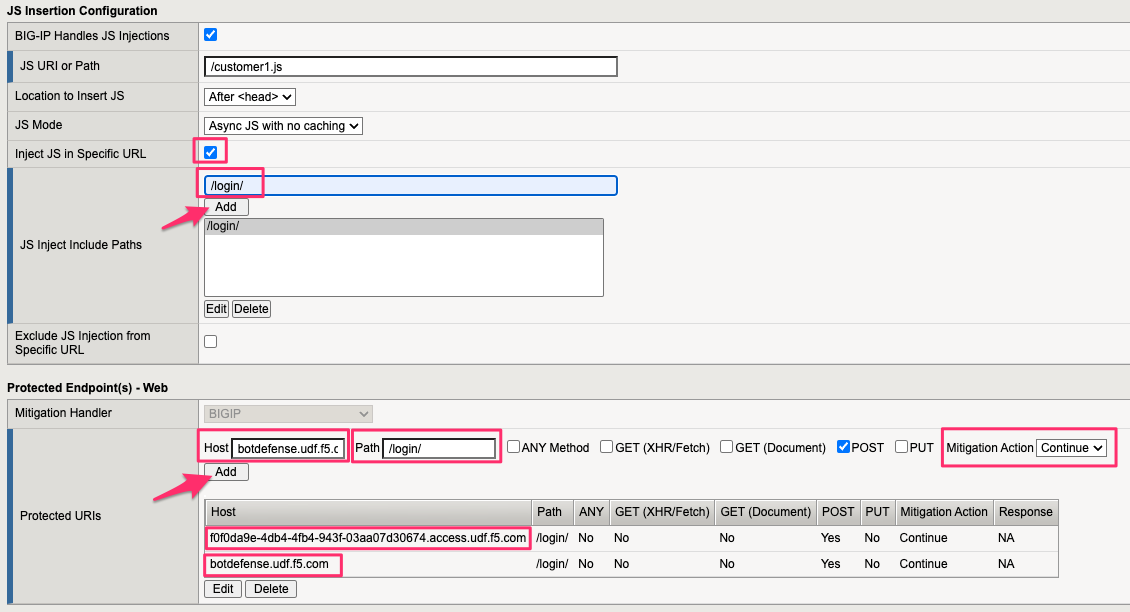 JS Insertion Configuration
BIG-IP Handles JS Injections
JS URI or Path /customer1.js
Location to Insert JS After <head>
JS Mode Async JS with no caching
Inject JS in Specific URL
/login/
Add
/login/
JS Inject Include Paths
Edit Delete
Exclude JS Injection from
Specific URL
Protected Endpoint(s) - Web
Mitigation Handler BIGIP
Host botdefense.udf.f5.c Path /login/ ANY Method GET (XHR/Fetch) GET (Document) POST PUT Mitigation Action Continue
Add
Protected URIs
Host Path ANY GET (XHR/Fetch) GET (Document) POST PUT Mitigation Action Response
f0f0da9e-4db4-4fb4-943f-03aa07d30674.access.udf.f5.com /login/ No No No Yes No Continue NA
botdefense.udf.f5.com /login/ No No No Yes No Continue NA
Edit Delete